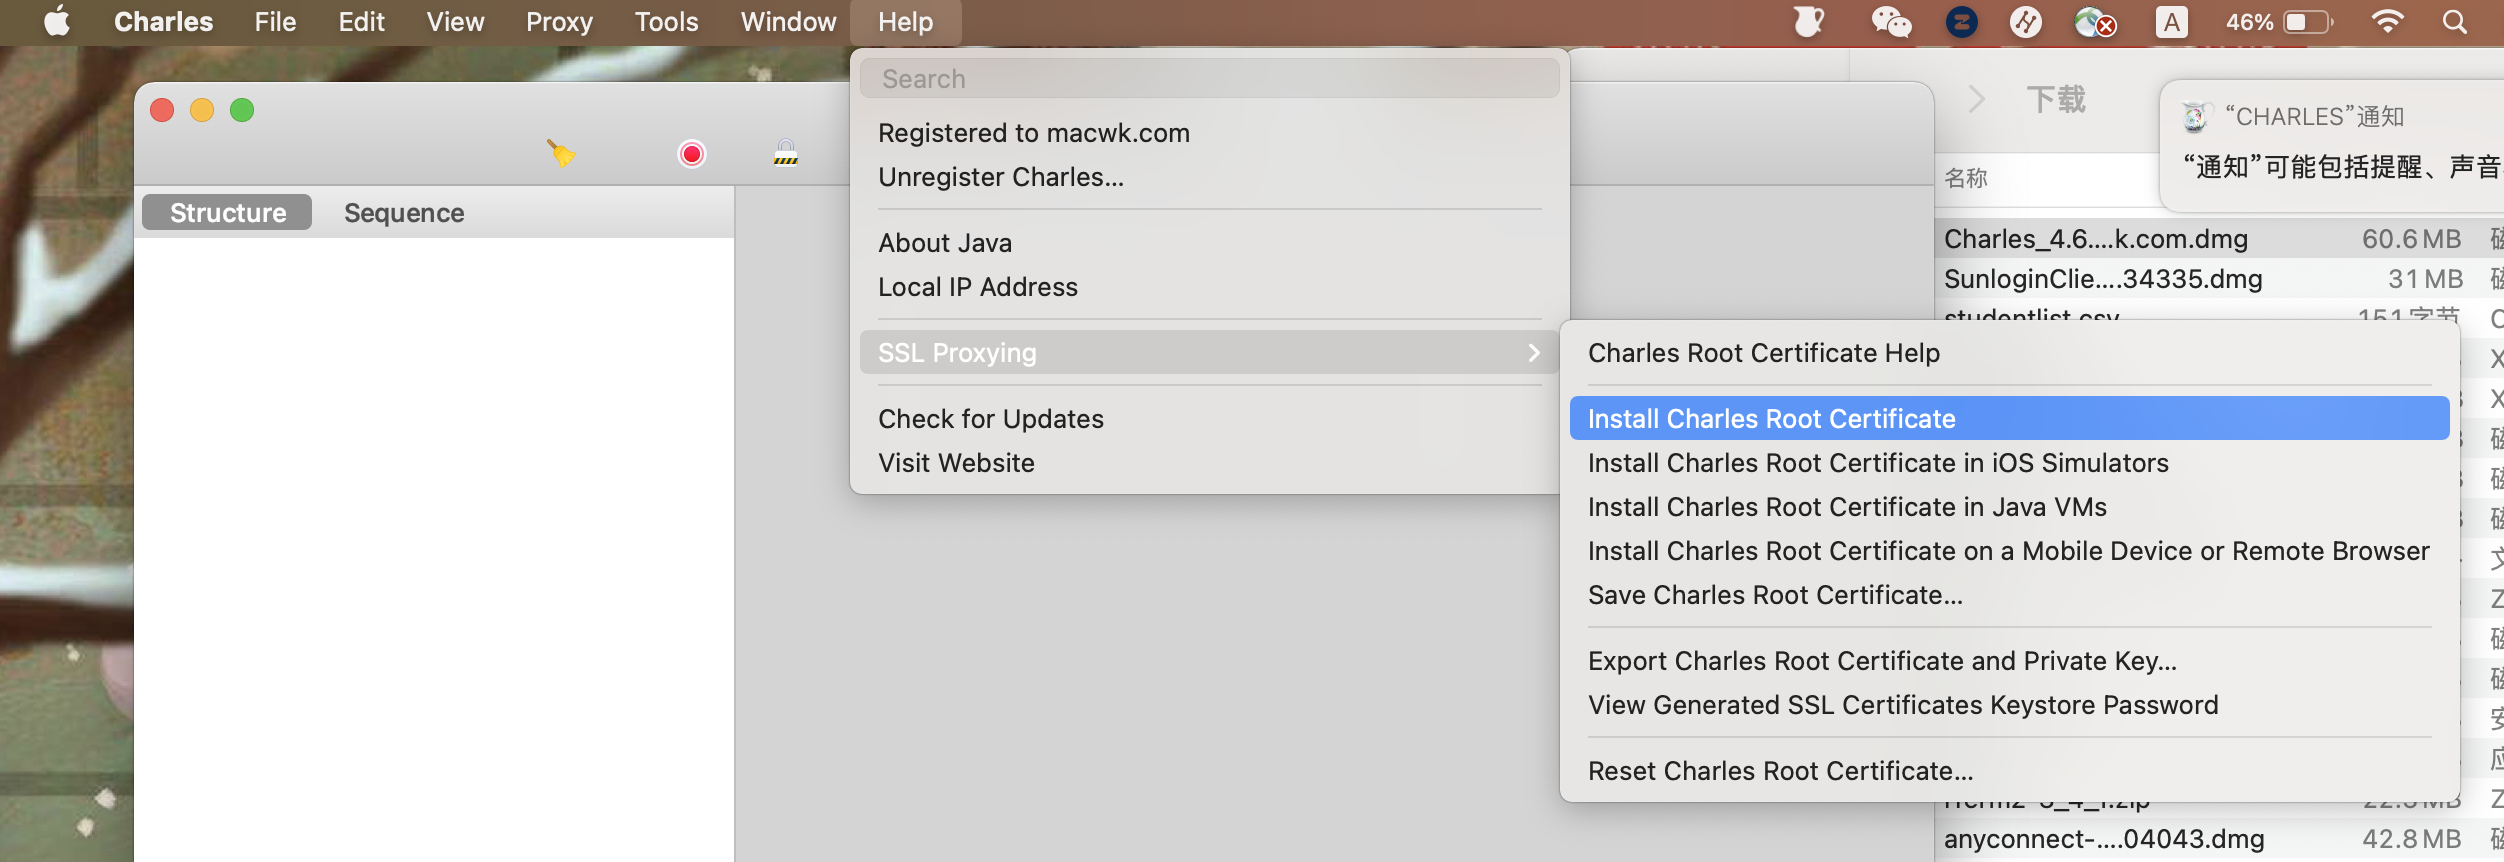 Charles File Edit View Proxy Tools Window Help A 46%
Search
Registered to macwk.com
Unregister Charles...
About Java
Local IP Address
SSL Proxying
Check for Updates
Visit Website
Structure Sequence
Charles Root Certificate Help
Install Charles Root Certificate
Install Charles Root Certificate in iOS Simulators
Install Charles Root Certificate in Java VMs
Install Charles Root Certificate on a Mobile Device or Remote Browser
Save Charles Root Certificate...
Export Charles Root Certificate and Private Key...
View Generated SSL Certificates Keystore Password
Reset Charles Root Certificate...
下载
“CHARLES”通知
“通知”可能包括提醒、声音
名称
Charles_4.6....k.com.dmg 60.6 MB
SunloginClie....34335.dmg 31 MB
studentlist.csv 151 字节
anyconnect-....04043.dmg 42.8 MB